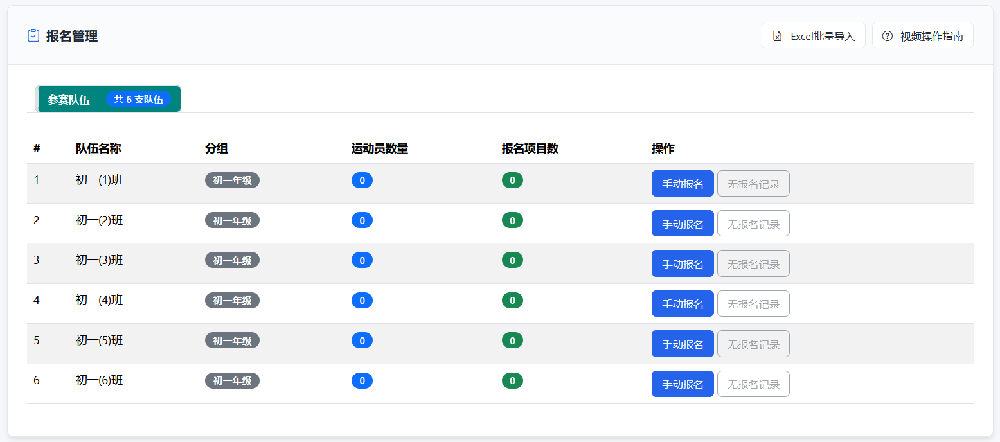 报名管理
Excel批量导入
视频操作指南
参赛队伍 共 6 支队伍
# 队伍名称 分组 运动员数量 报名项目数 操作
1 初一(1)班 初一年级 0 0 手动报名 无报名记录
2 初一(2)班 初一年级 0 0 手动报名 无报名记录
3 初一(3)班 初一年级 0 0 手动报名 无报名记录
4 初一(4)班 初一年级 0 0 手动报名 无报名记录
5 初一(5)班 初一年级 0 0 手动报名 无报名记录
6 初一(6)班 初一年级 0 0 手动报名 无报名记录